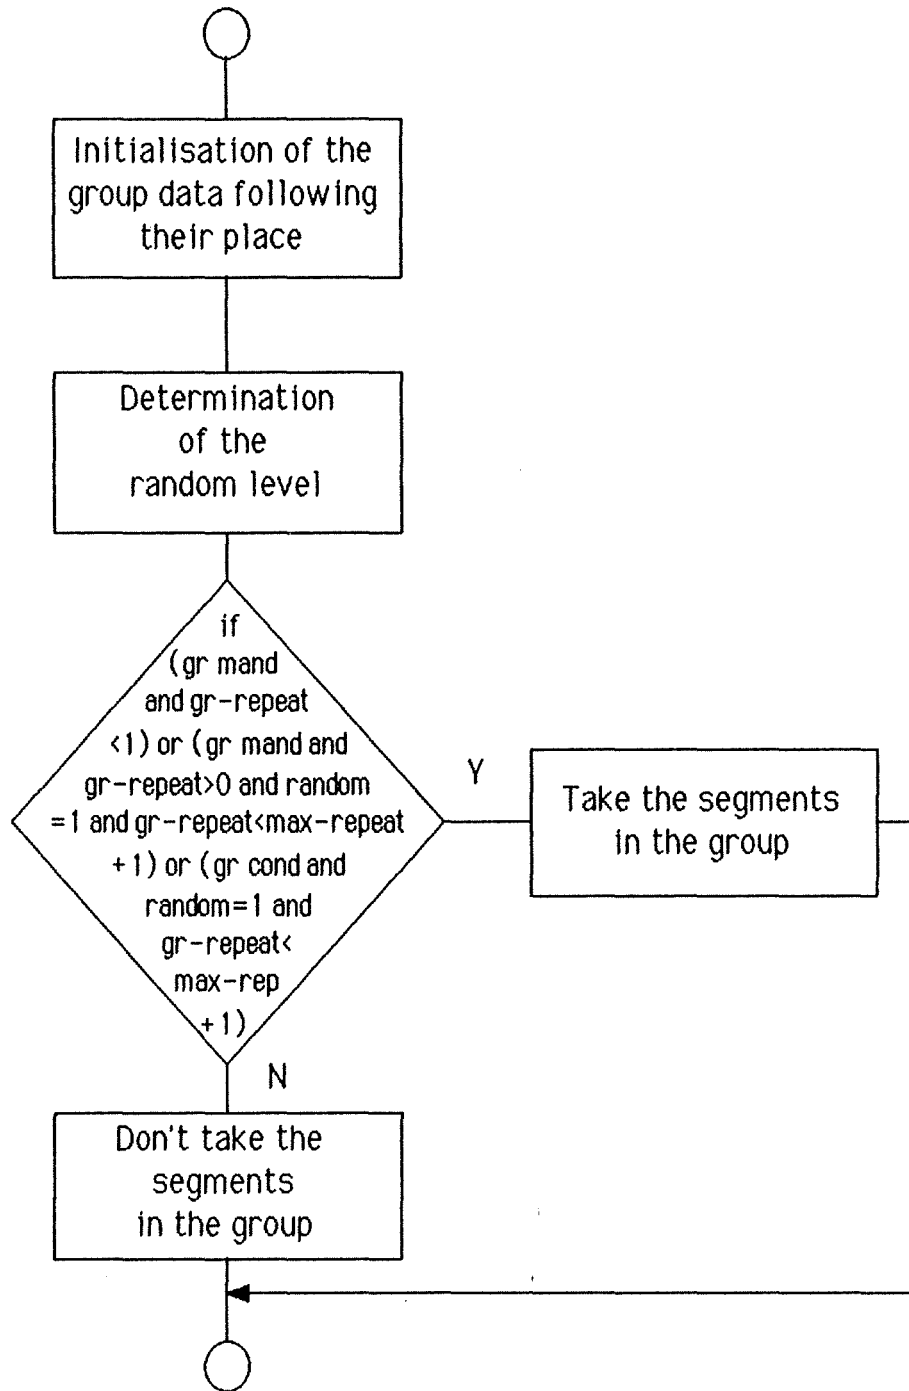 Initialisation of the
group data following
their place
Determination
of the
random level
if
(gr mand
and gr-repeat
<1) or (gr mand and
gr-repeat>0 and random
=1 and gr-repeat<max-repeat
+1) or (gr cond and
random=1 and
gr-repeat<
max-rep
+1)
Y
Take the segments
in the group
N
Don't take the
segments
in the group